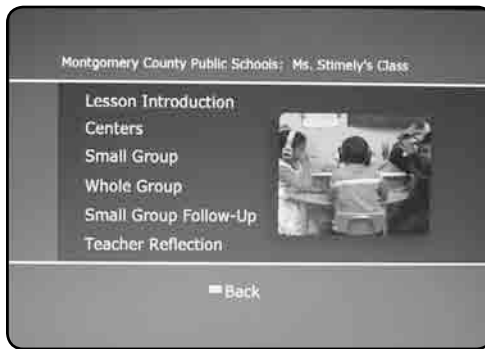 Montgomery County Public Schools: Ms. Stimely's Class
Lesson Introduction
Centers
Small Group
Whole Group
Small Group Follow-Up
Teacher Reflection
Back